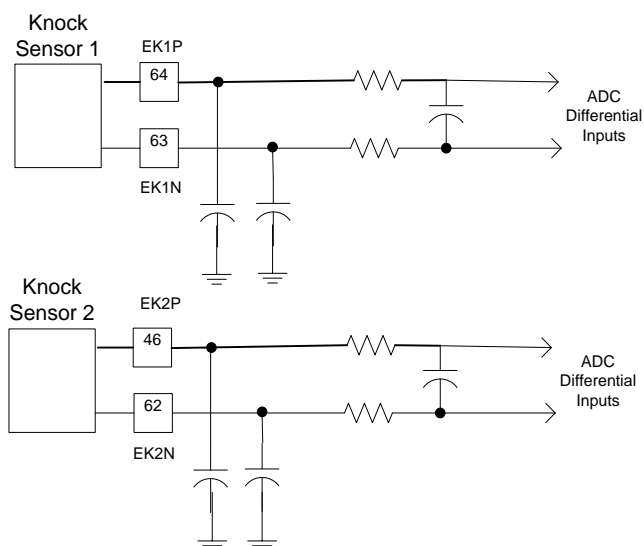 Knock
Sensor 1
EK1P
64
63
EK1N
ADC
Differential
Inputs
Knock
Sensor 2
EK2P
46
62
EK2N
ADC
Differential
Inputs